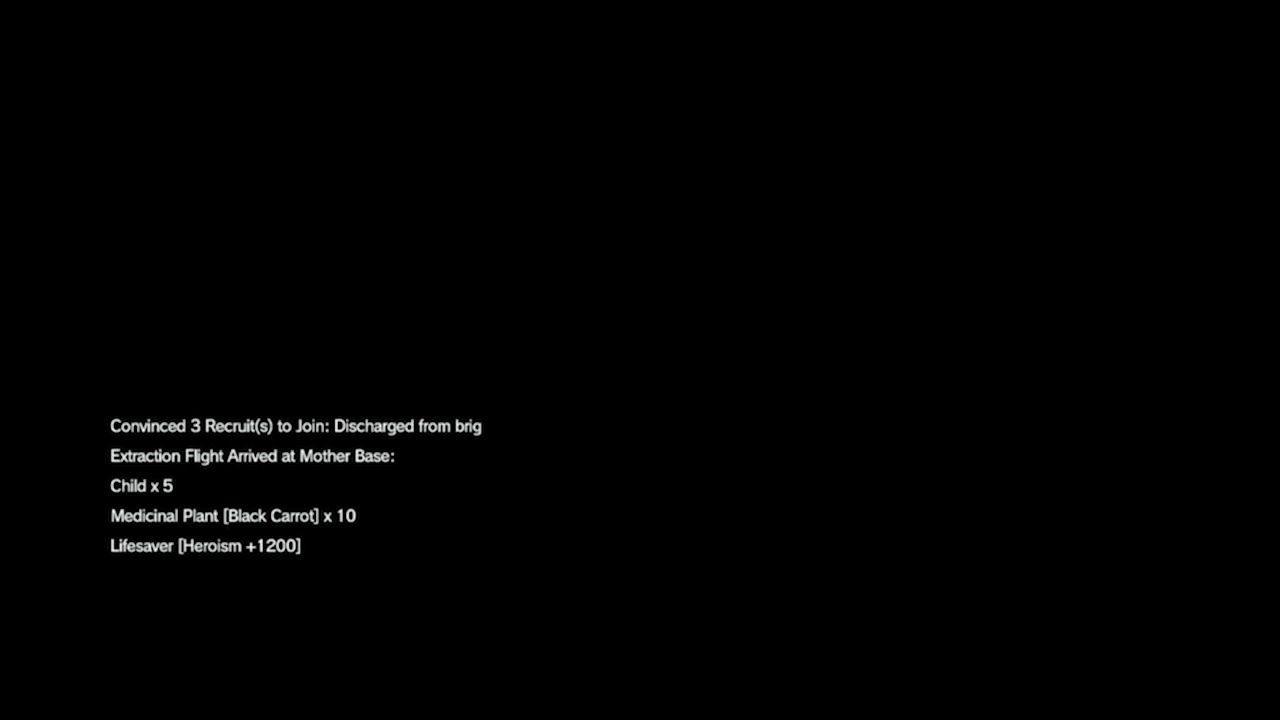 Convinced 3 Recruit(s) to Join: Discharged from brig
Extraction Flight Arrived at Mother Base:
Child x 5
Medicinal Plant [Black Carrot] x 10
Lifesaver [Heroism +1200]